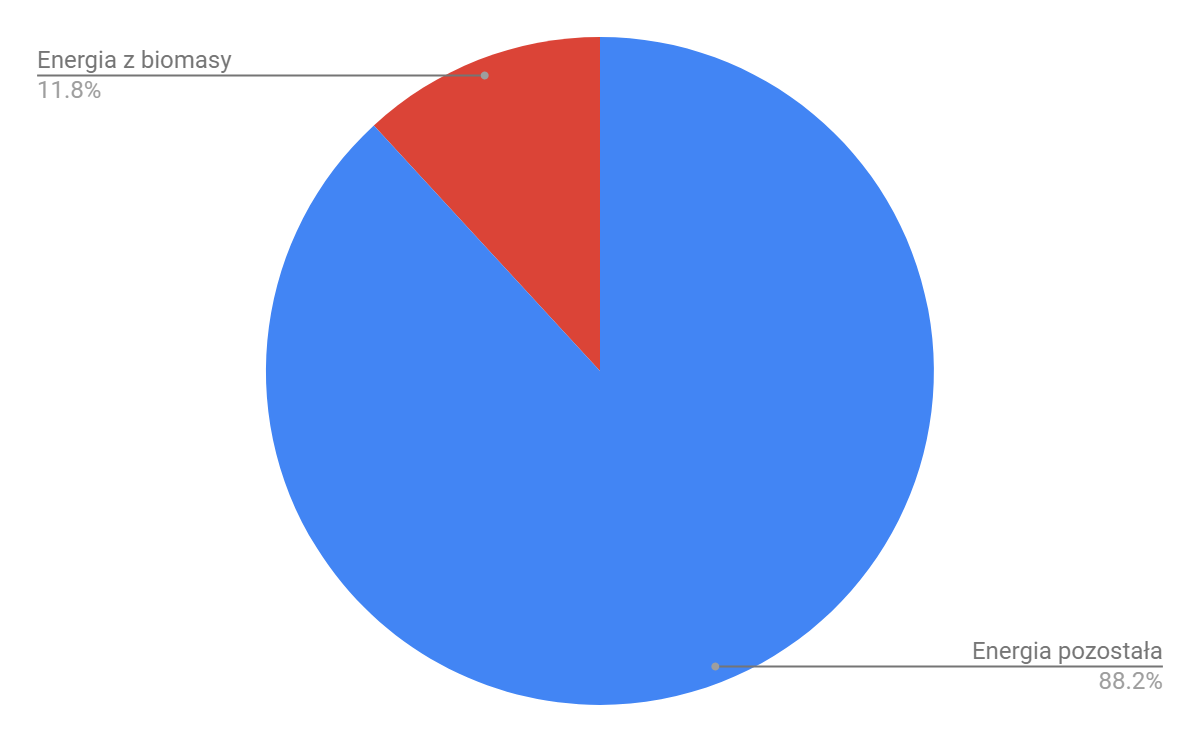 Energia z biomasy
11.8%
Energia pozostała
88.2%